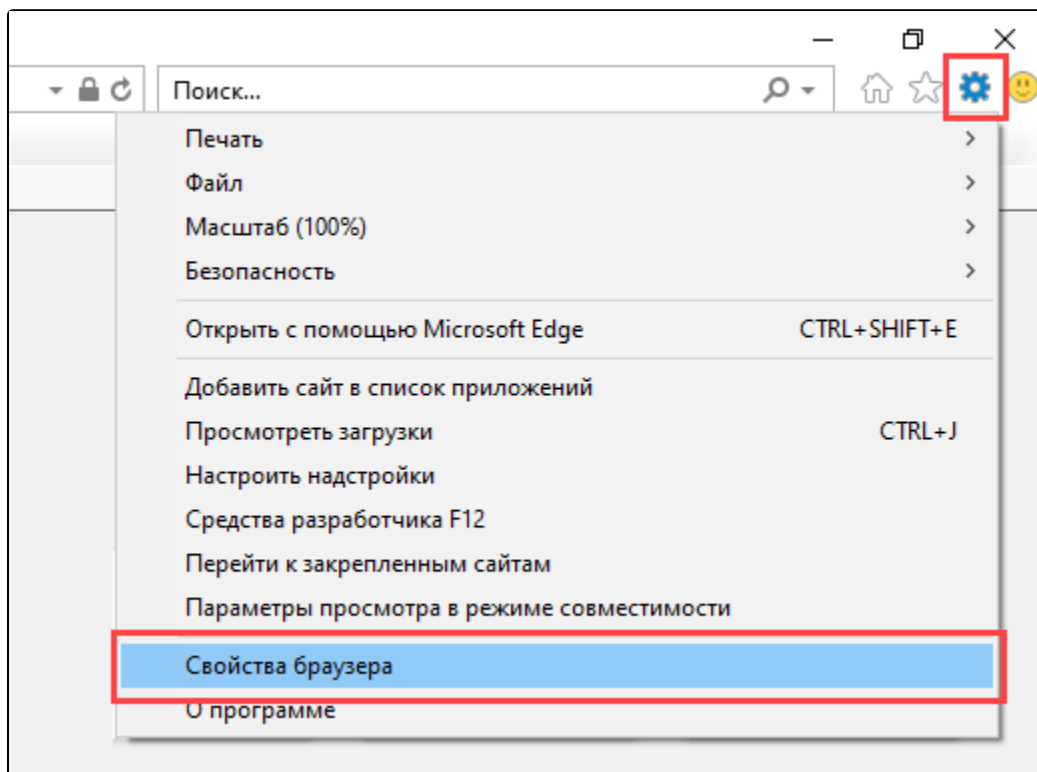 Поиск...
Печать
Файл
Масштаб (100%)
Безопасность
Открыть с помощью Microsoft Edge CTRL+SHIFT+E
Добавить сайт в список приложений
Просмотреть загрузки CTRL+J
Настроить надстройки
Средства разработчика F12
Перейти к закрепленным сайтам
Параметры просмотра в режиме совместимости
Свойства браузера
О программе